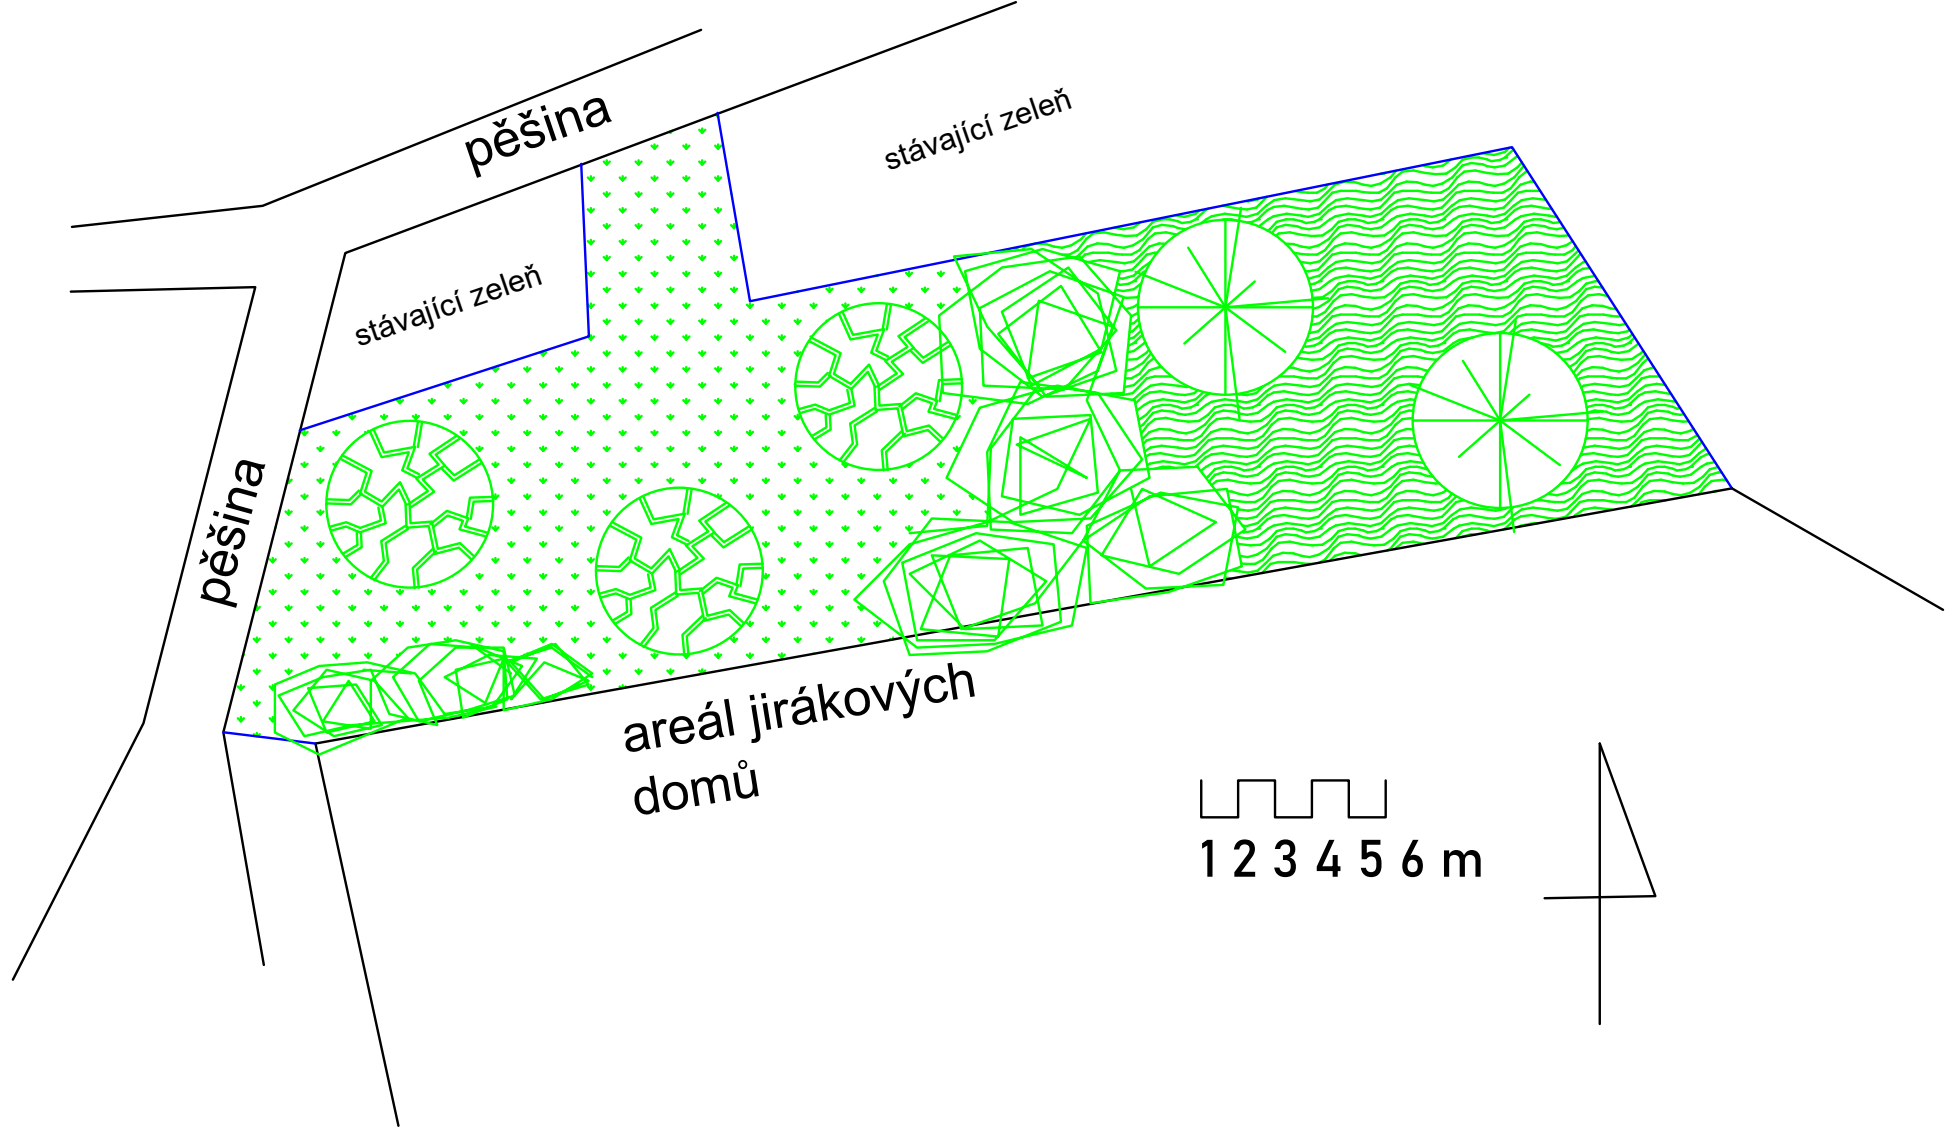 pěšina
stávající zeleň
stávající zeleň
pěšina
areál jirákových
domů
1 2 3 4 5 6 m